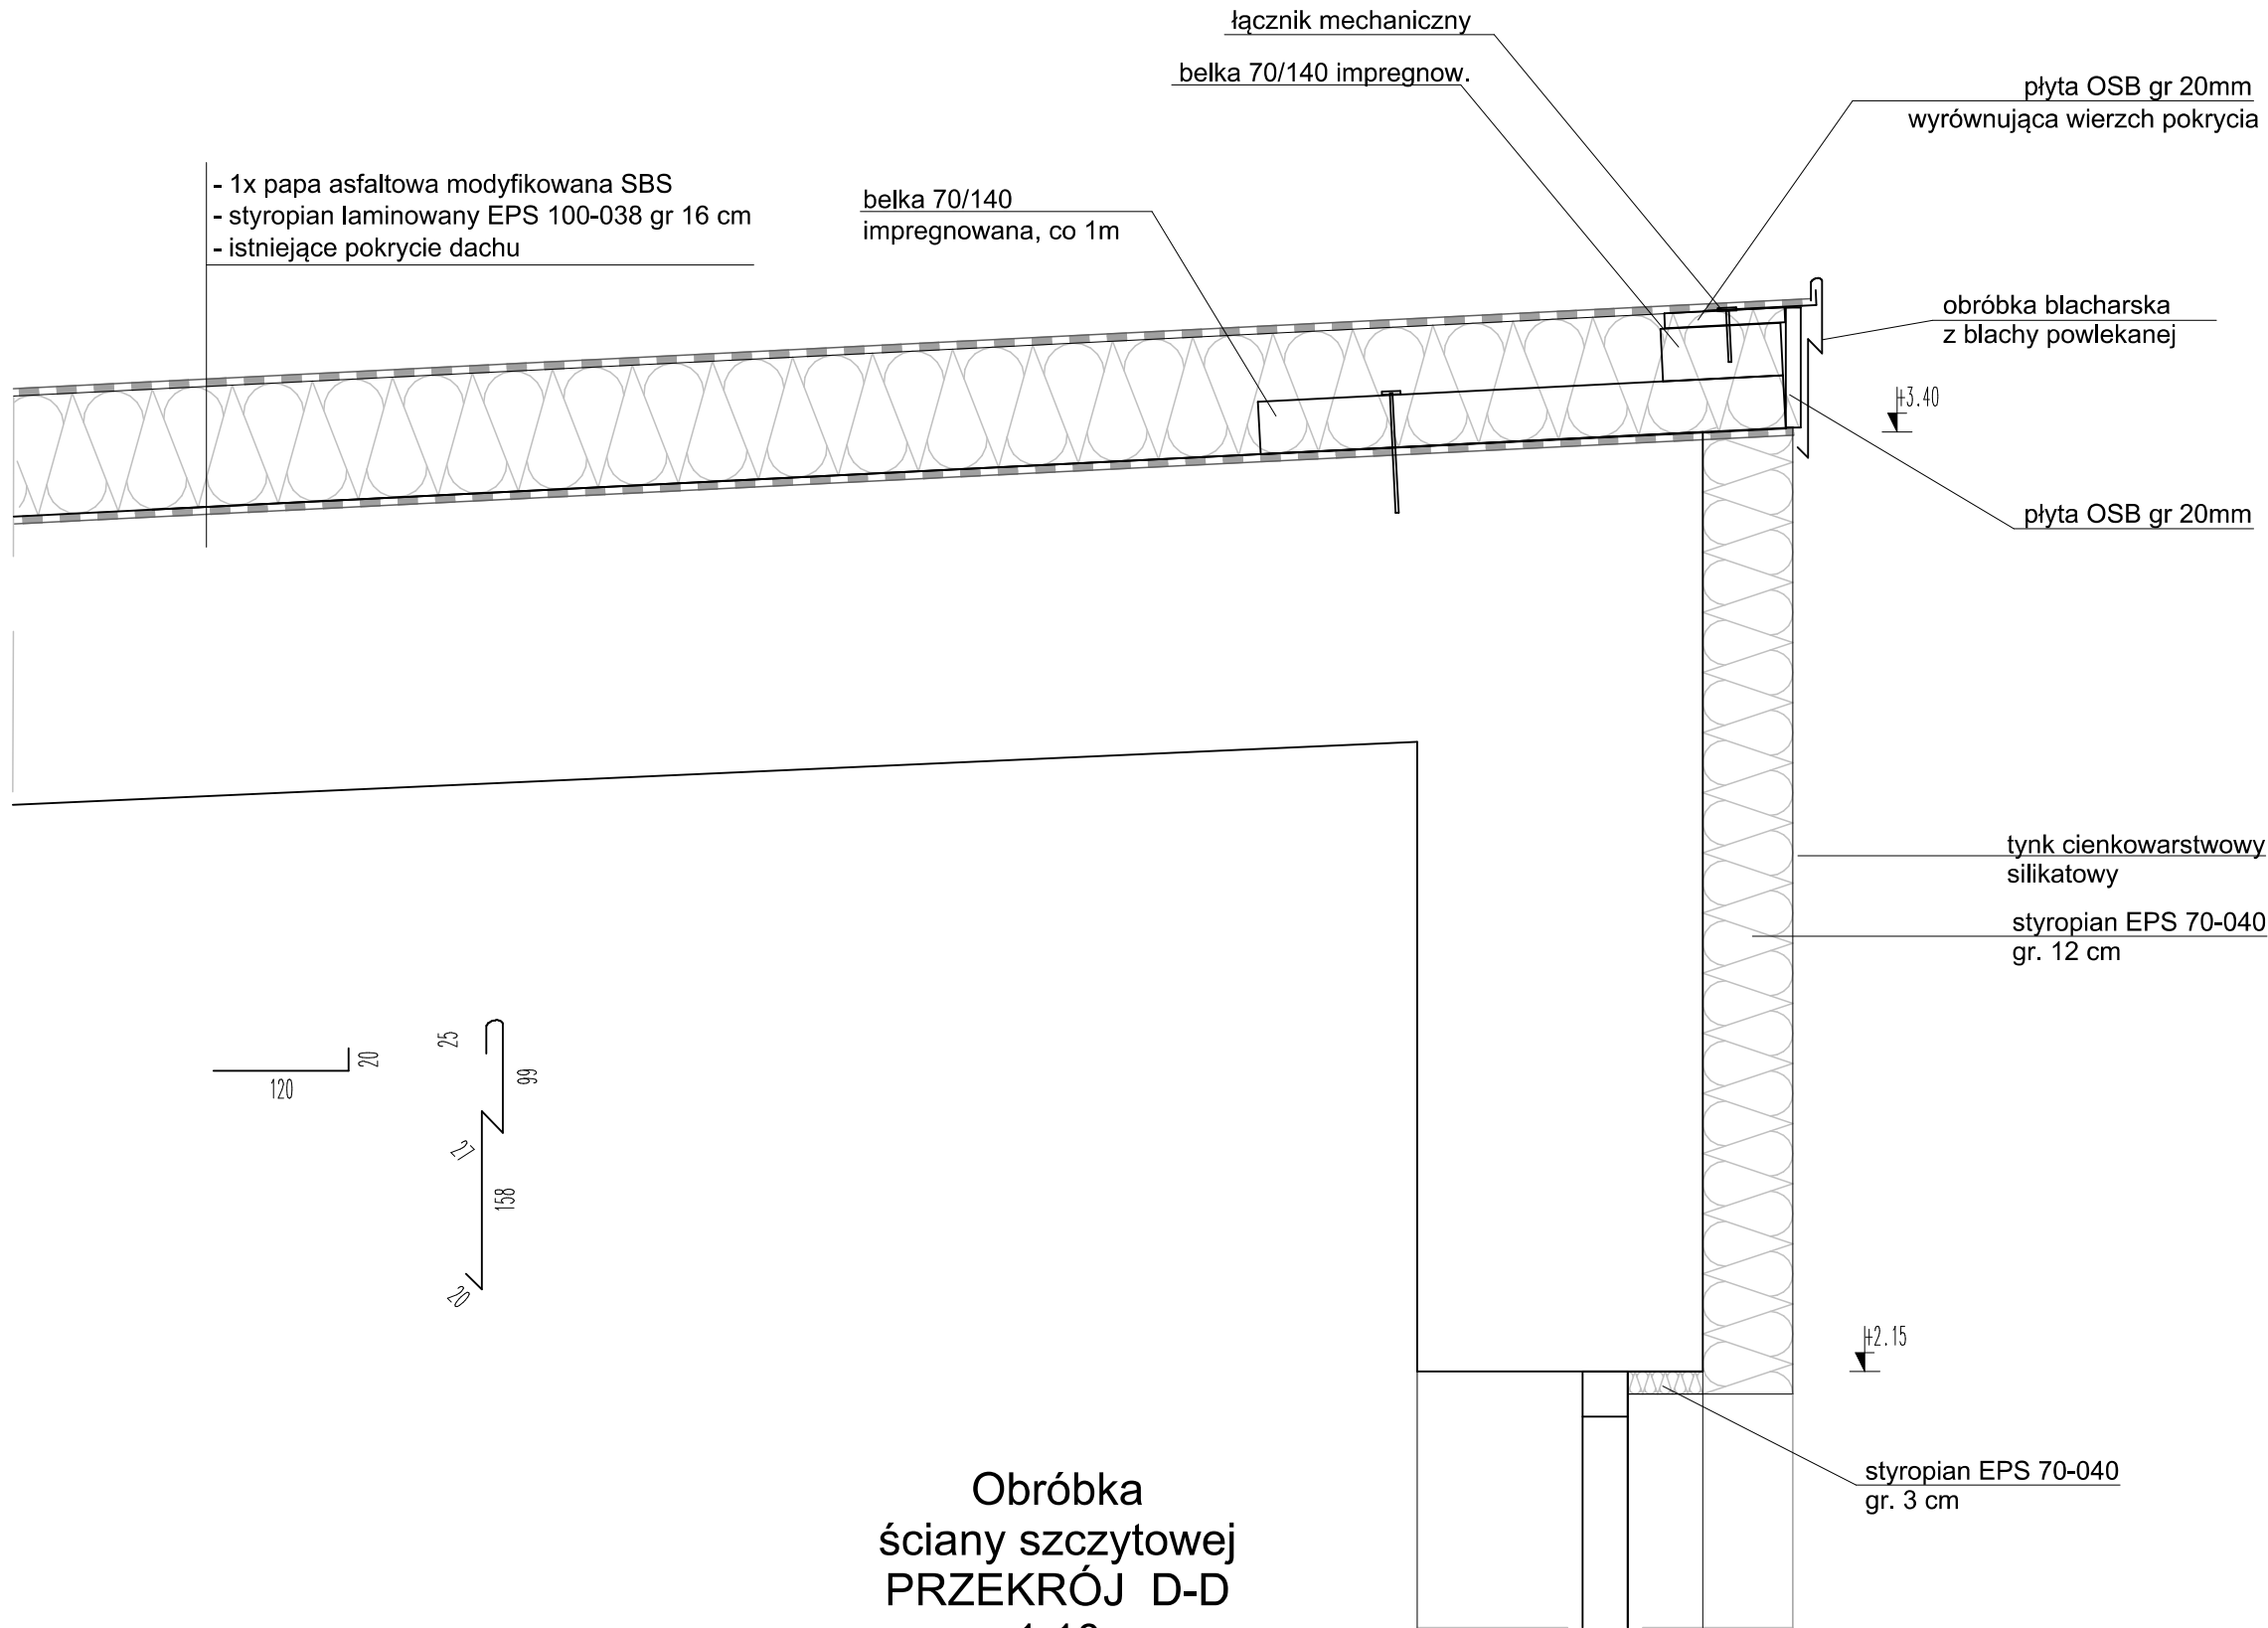 łącznik mechaniczny
belka 70/140 impregnow.
płyta OSB gr 20mm
wyrównująca wierzch pokrycia
- 1x papa asfaltowa modyfikowana SBS
- styropian laminowany EPS 100-038 gr 16 cm
- istniejące pokrycie dachu
belka 70/140
impregnowana, co 1m
obróbka blacharska
z blachy powlekanej
+3.40
płyta OSB gr 20mm
tynk cienkowarstwowy
silikatowy
styropian EPS 70-040
gr. 12 cm
25
20
120
99
27
158
20
+2.15
styropian EPS 70-040
gr. 3 cm
Obróbka
ściany szczytowej
PRZEKRÓJ D-D